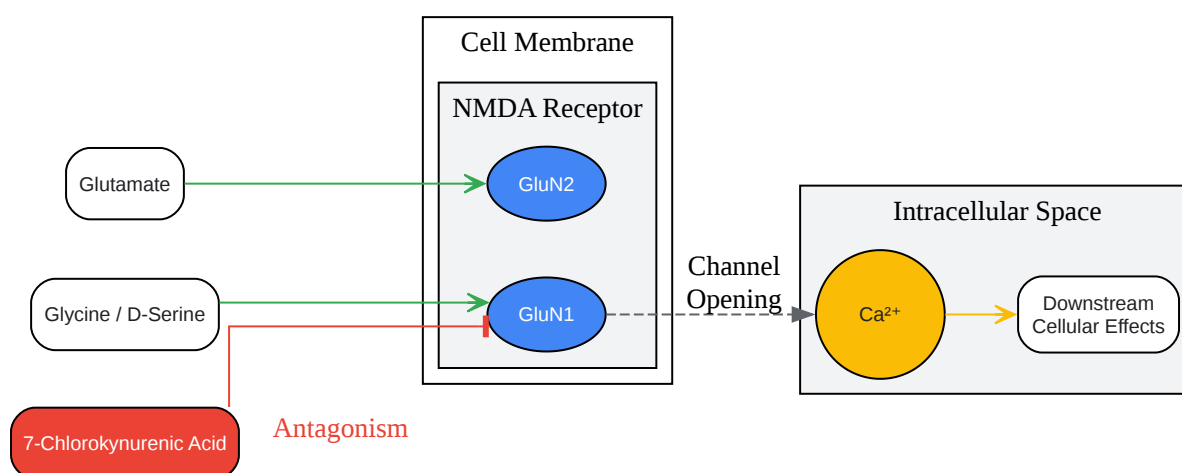 Cell Membrane
NMDA Receptor
Glutamate
GluN2
Intracellular Space
Channel
Opening
Glycine / D-Serine
GluN1
Ca²⁺
Downstream
Cellular Effects
7-Chlorokynurenic Acid
Antagonism